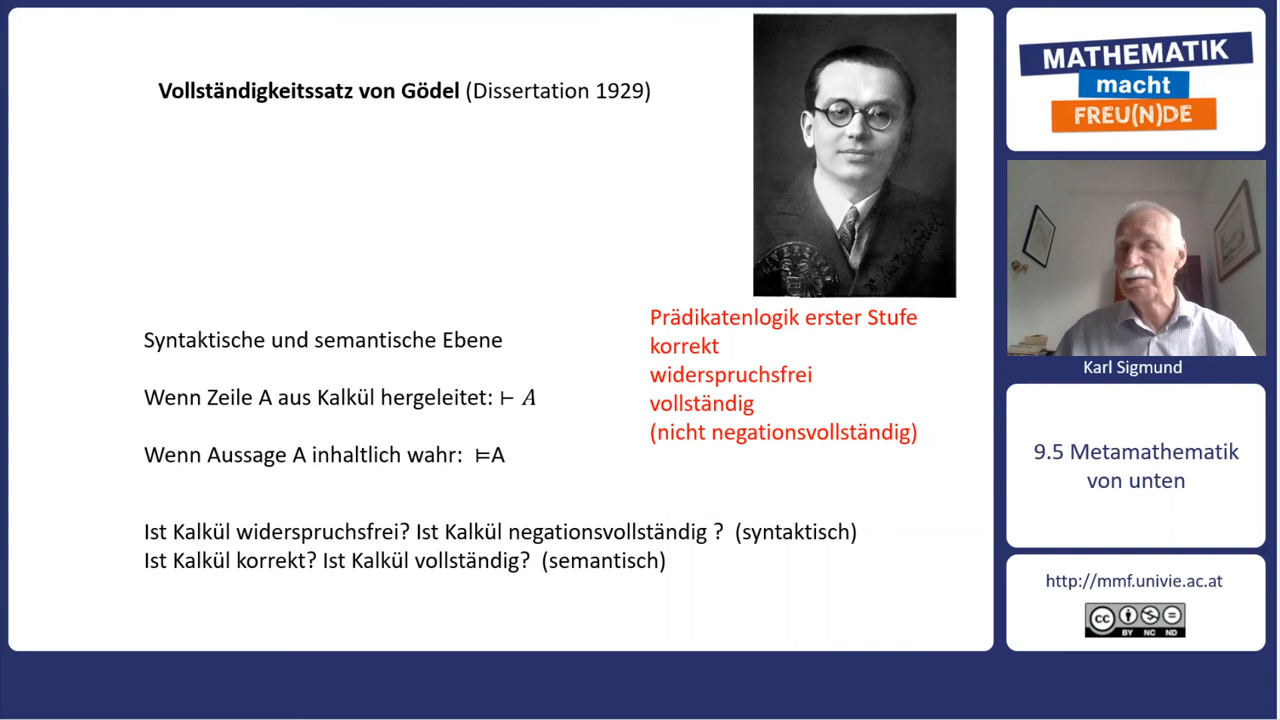 Vollständigkeitssatz von Gödel (Dissertation 1929)
Syntaktische und semantische Ebene
Wenn Zeile A aus Kalkül hergeleitet: ⊢ A
Wenn Aussage A inhaltlich wahr: ⊨A
Prädikatenlogik erster Stufe
korrekt
widerspruchsfrei
vollständig
(nicht negationsvollständig)
Ist Kalkül widerspruchsfrei? Ist Kalkül negationsvollständig ? (syntaktisch)
Ist Kalkül korrekt? Ist Kalkül vollständig? (semantisch)
MATHEMATIK
macht
FREU(N)DE
Karl Sigmund
9.5 Metamathematik
von unten
http://mmf.univie.ac.at
CC
BY NC ND